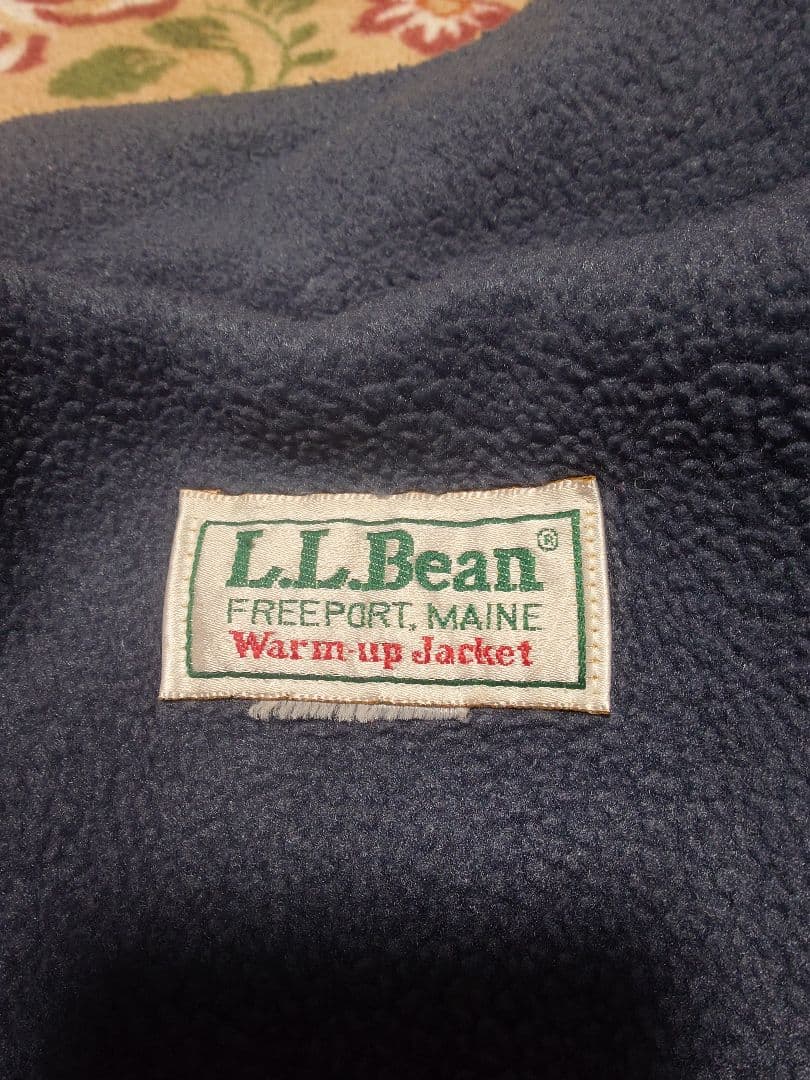 L.L.Bean®
FREEPORT, MAINE
Warm-up Jacket